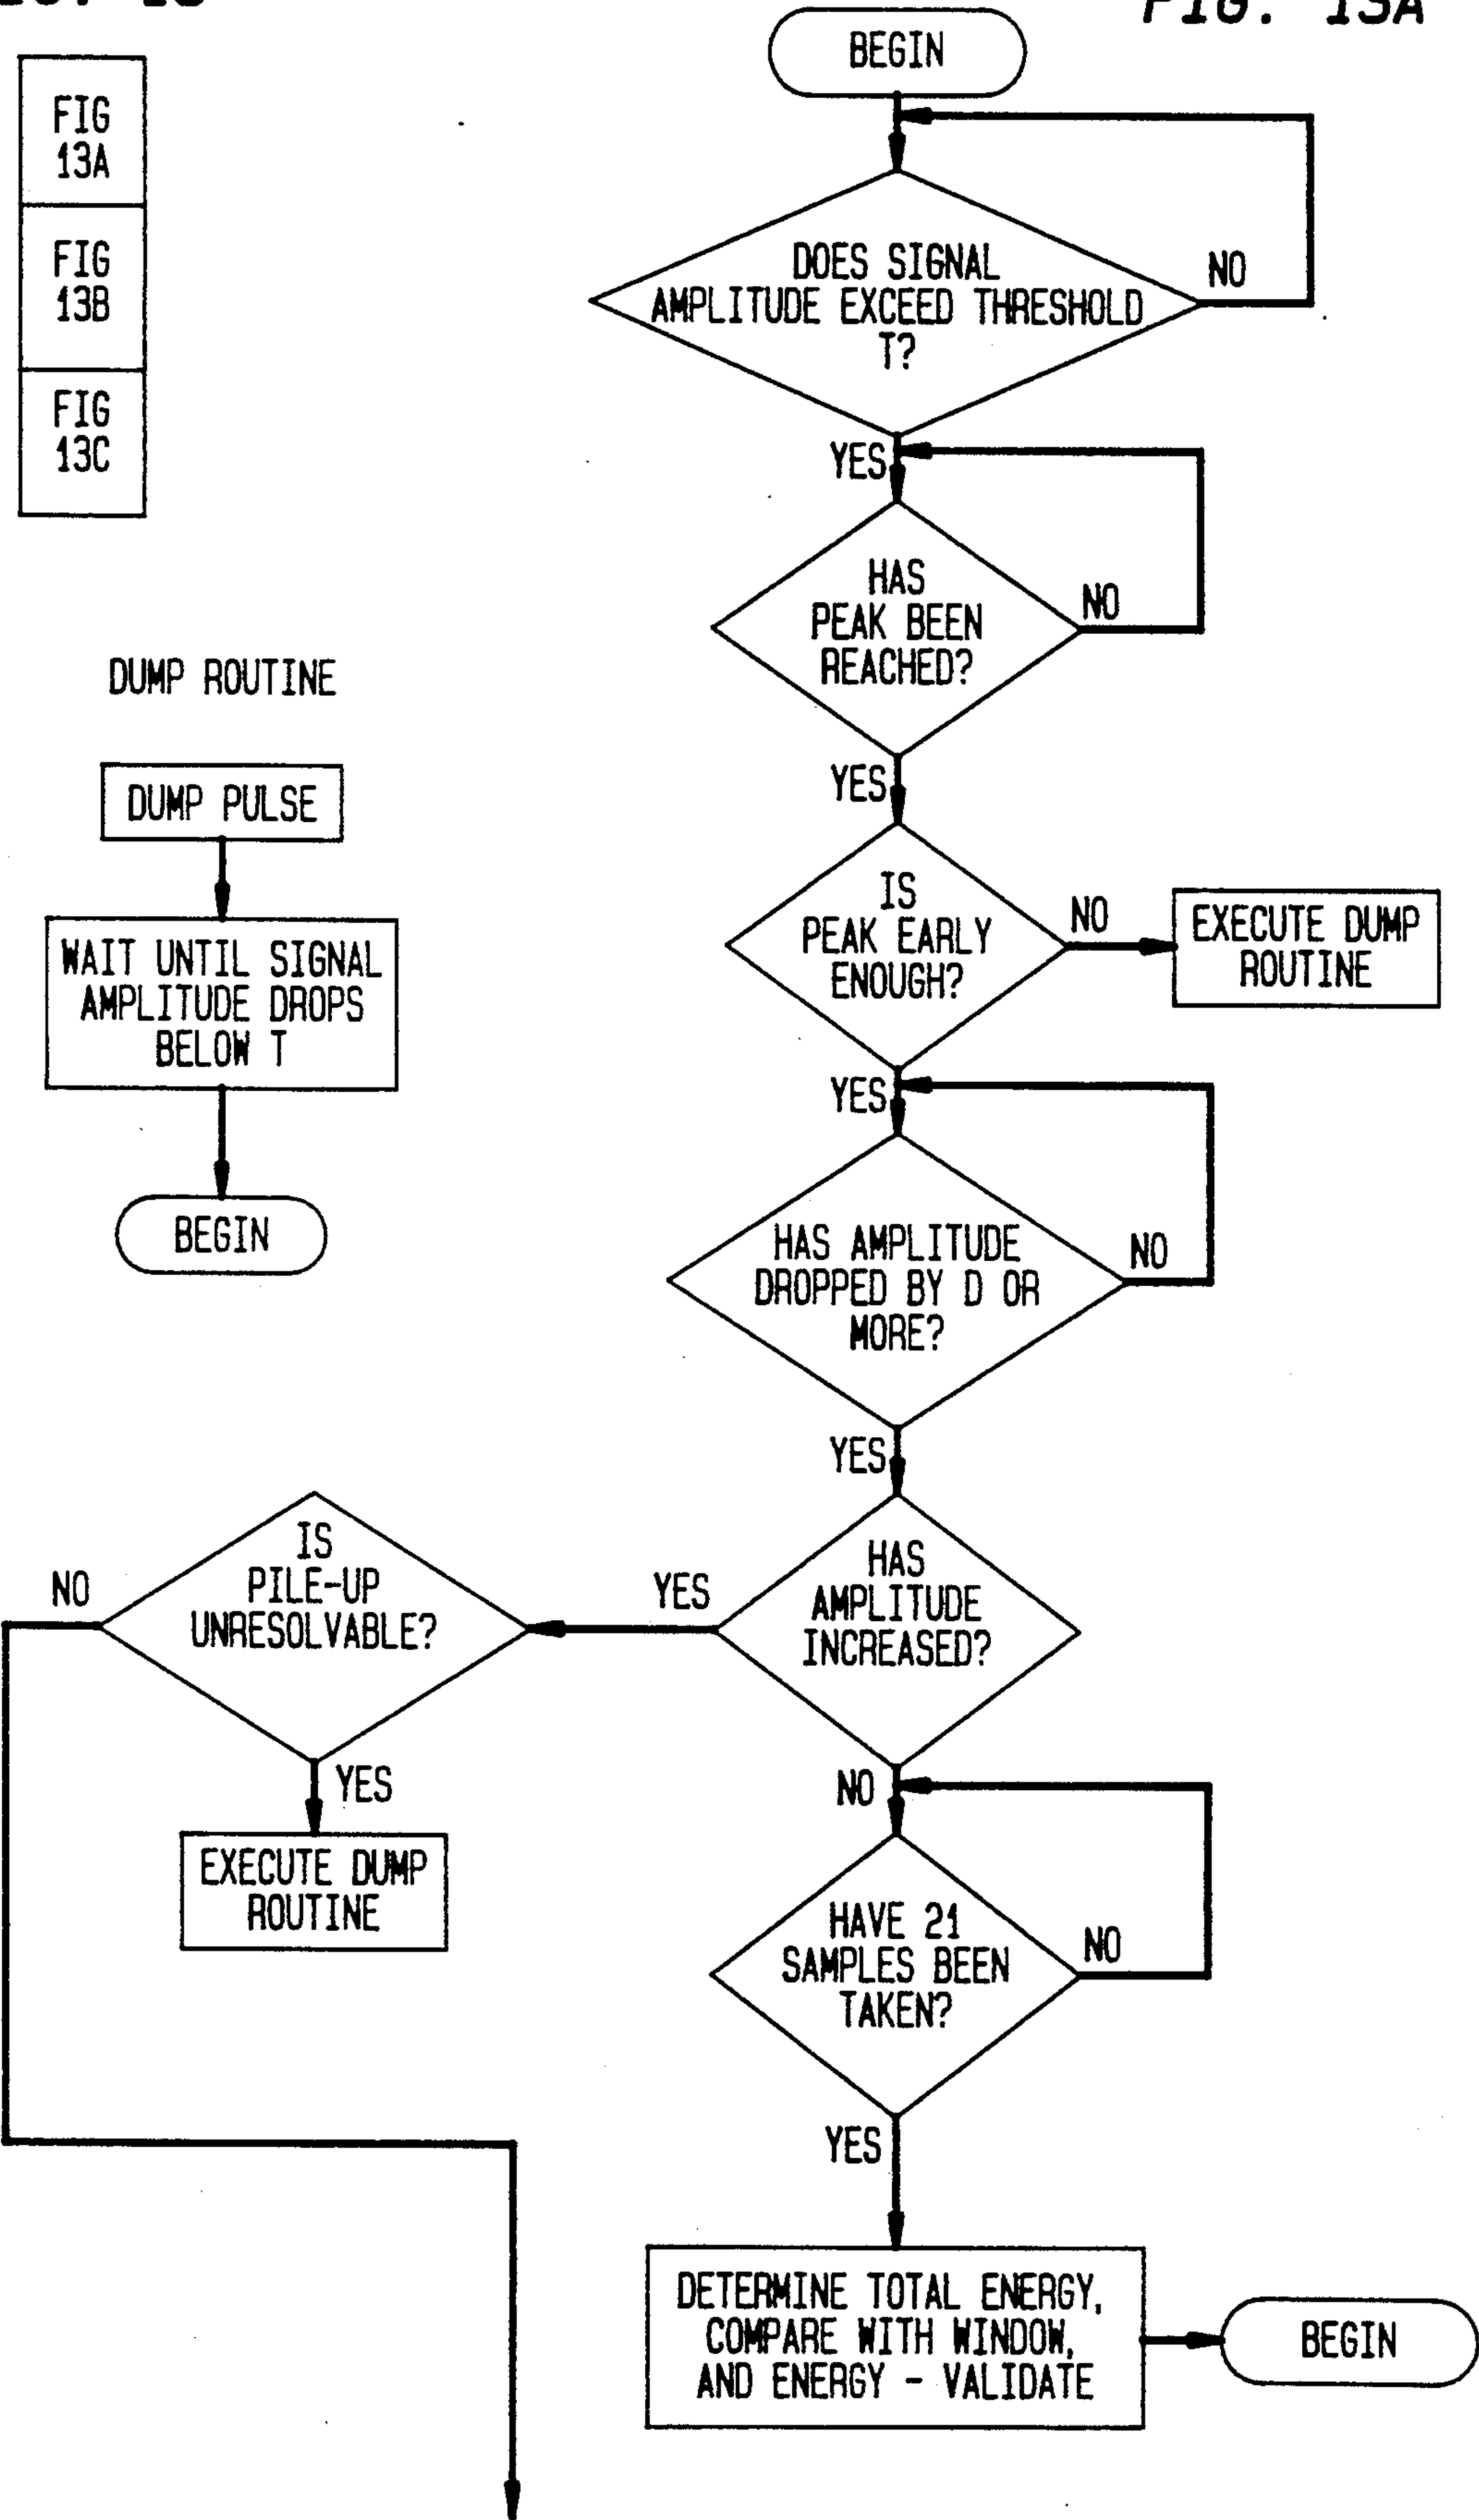 FIG. 13A
BEGIN
FIG
13A
FIG
13B
FIG
13C
DOES SIGNAL
AMPLITUDE EXCEED THRESHOLD
T?
NO
YES
HAS
PEAK BEEN
REACHED?
NO
YES
DUMP ROUTINE
DUMP PULSE
WAIT UNTIL SIGNAL
AMPLITUDE DROPS
BELOW T
BEGIN
IS
PEAK EARLY
ENOUGH?
NO
EXECUTE DUMP
ROUTINE
YES
HAS AMPLITUDE
DROPPED BY D OR
MORE?
NO
YES
HAS
AMPLITUDE
INCREASED?
YES
IS
PILE-UP
UNRESOLVABLE?
NO
YES
EXECUTE DUMP
ROUTINE
NO
HAVE 21
SAMPLES BEEN
TAKEN?
NO
YES
DETERMINE TOTAL ENERGY,
COMPARE WITH WINDOW,
AND ENERGY - VALIDATE
BEGIN